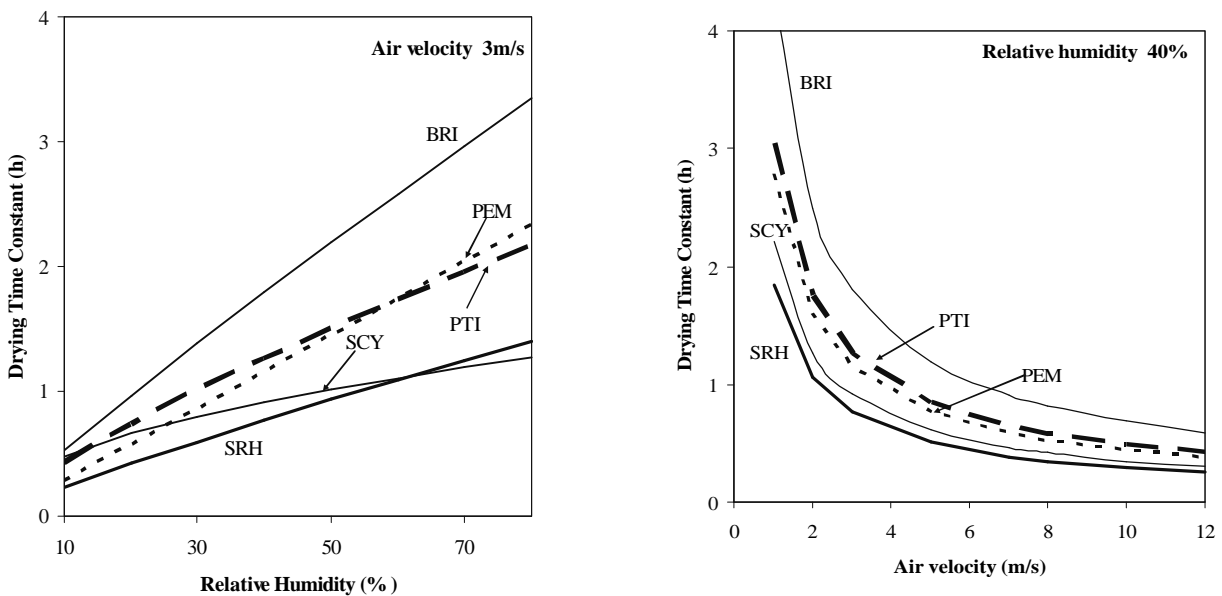 Air velocity 3m/s
Drying Time Constant (h)
4
3
2
1
0
BRI
PEM
PTI
SCY
SRH
10
30
50
70
Relative Humidity (% )
Relative humidity 40%
Drying Time Constant (h)
4
3
2
1
0
BRI
SCY
PTI
SRH
PEM
0
2
4
6
8
10
12
Air velocity (m/s)